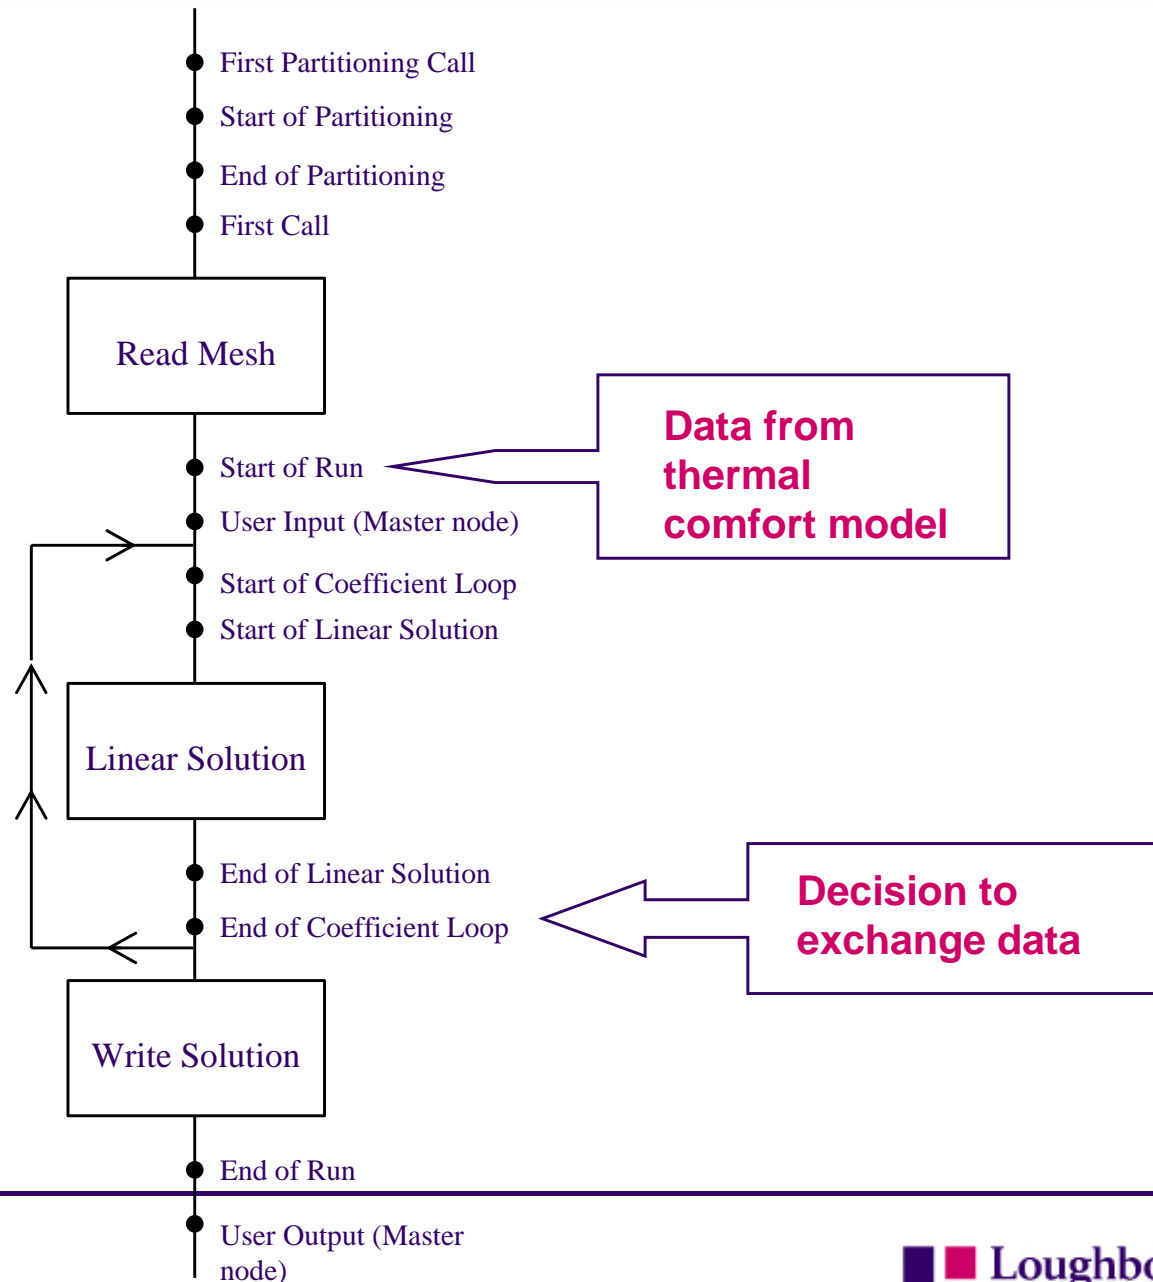 First Partitioning Call
Start of Partitioning
End of Partitioning
First Call
Read Mesh
Start of Run
Data from
thermal
comfort model
User Input (Master node)
Start of Coefficient Loop
Start of Linear Solution
Linear Solution
End of Linear Solution
End of Coefficient Loop
Decision to
exchange data
Write Solution
End of Run
User Output (Master
node)